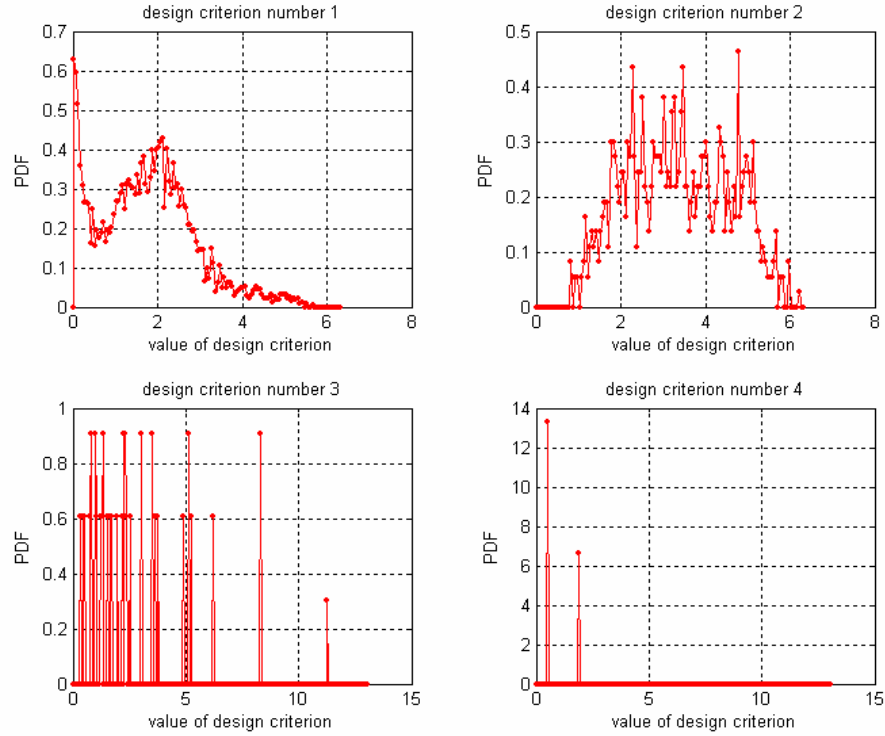 design criterion number 1
0.7
0.6
0.5
0.4
0.3
0.2
0.1
0
PDF
0 2 4 6 8
value of design criterion
design criterion number 2
0.5
0.4
0.3
0.2
0.1
0
PDF
0 2 4 6 8
value of design criterion
design criterion number 3
1
0.8
0.6
0.4
0.2
0
PDF
0 5 10 15
value of design criterion
design criterion number 4
14
12
10
8
6
4
2
0
PDF
0 5 10 15
value of design criterion